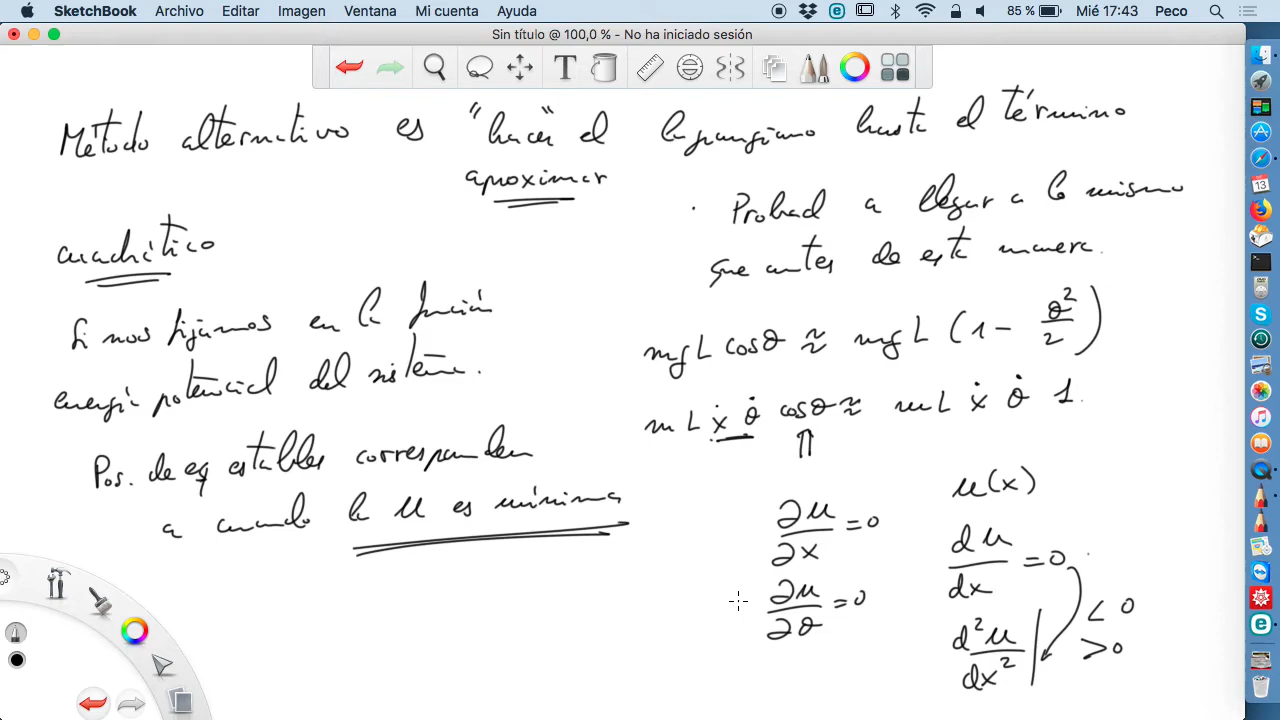 SketchBook Archivo Editar Imagen Ventana Mi cuenta Ayuda 85 % Mié 17:43 Peco
Sin título @ 100,0 % - No ha iniciado sesión
Método alternativo es "hacer" el lagrangiano hasta el término
aproximar
cuadrático
Si nos fijamos en la función
energía potencial del sistema.
Pos. de eq estables corresponden
a cuando la U es mínima
· Probad a llegar a lo mismo
que antes de esta manera.
mgL cosθ ≈ mgL (1 - θ²/2)
mL ẋ θ̇ cosθ ≈ mL ẋ θ̇ 1.
⇑
∂U/∂x = 0
∂U/∂θ = 0
U(x)
dU/dx = 0
d²U/dx² | < 0
> 0